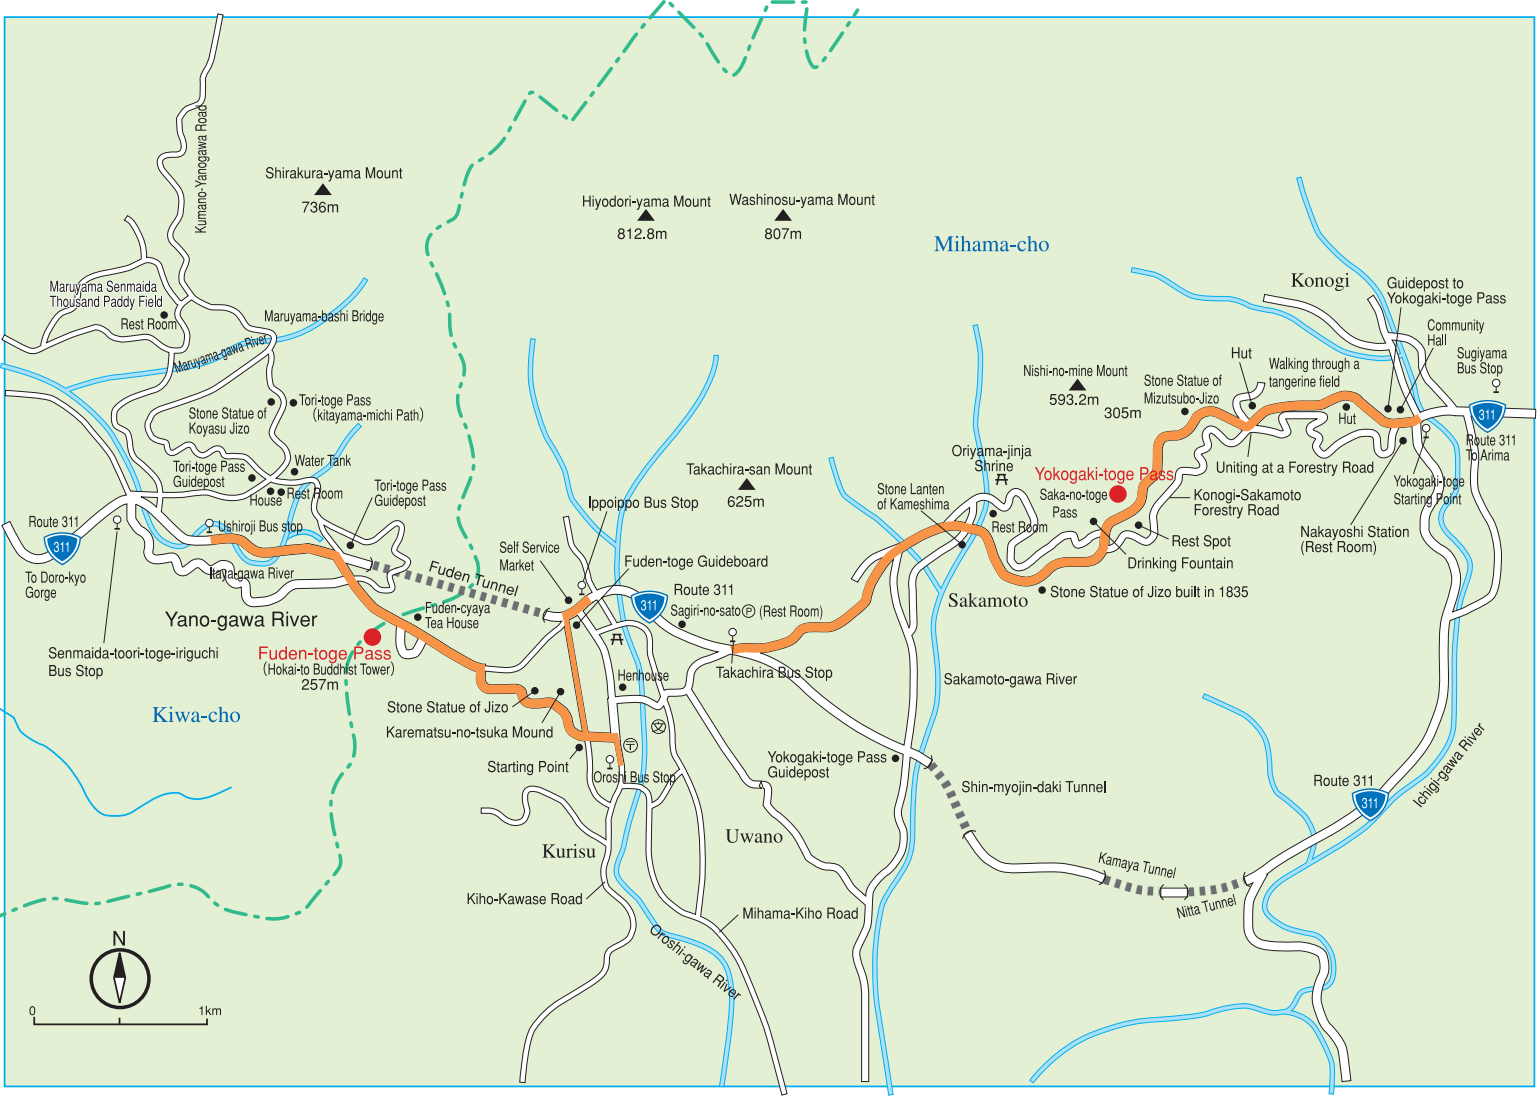 Kumano-Yanogawa Road
Shirakura-yama Mount
736m
Hiyodori-yama Mount
812.8m
Washinosu-yama Mount
807m
Mihama-cho
Konogi
Guidepost to
Yokogaki-toge Pass
Community
Hall
Sugiyama
Bus Stop
311
Route 311
To Arima
Maruyama Senmaida
Thousand Paddy Field
Rest Room
Maruyama-bashi Bridge
Maruyama-gawa River
Stone Statue of
Koyasu Jizo
Tori-toge Pass
(kitayama-michi Path)
Tori-toge Pass
Guidepost
Water Tank
House
Rest Room
Tori-toge Pass
Guidepost
Route 311
311
To Doro-kyo
Gorge
Ushiroji Bus stop
Itaya-gawa River
Yano-gawa River
Senmaida-toori-toge-iriguchi
Bus Stop
Fuden-toge Pass
(Hokai-to Buddhist Tower)
257m
Kiwa-cho
Fuden Tunnel
Fuden-cyaya
Tea House
Self Service
Market
Ippoippo Bus Stop
Fuden-toge Guideboard
Route 311
311
Sagiri-no-sato Ⓟ (Rest Room)
Takachira-san Mount
625m
Takachira Bus Stop
Henhouse
文
〒
Stone Statue of Jizo
Karematsu-no-tsuka Mound
Starting Point
Oroshi Bus Stop
Kurisu
Uwano
Kiho-Kawase Road
Mihama-Kiho Road
Oroshi-gawa River
Nishi-no-mine Mount
593.2m
305m
Stone Statue of
Mizutsubo-Jizo
Hut
Walking through a
tangerine field
Hut
Uniting at a Forestry Road
Oriyama-jinja
Shrine
Yokogaki-toge Pass
Saka-no-toge
Pass
Stone Lanten
of Kameshima
Rest Room
Konogi-Sakamoto
Forestry Road
Rest Spot
Drinking Fountain
Stone Statue of Jizo built in 1835
Sakamoto
Nakayoshi Station
(Rest Room)
Yokogaki-toge
Starting Point
Sakamoto-gawa River
Yokogaki-toge Pass
Guidepost
Shin-myojin-daki Tunnel
Kamaya Tunnel
Nitta Tunnel
Route 311
311
Ichigi-gawa River
N
0
1km